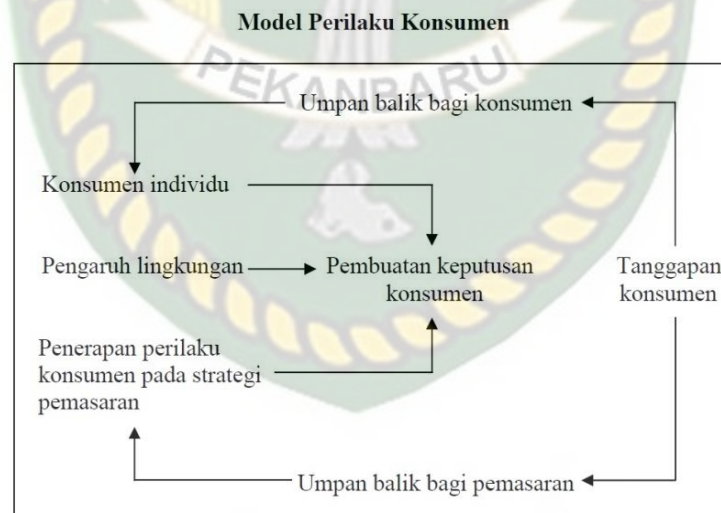 Model Perilaku Konsumen
PEKANBARU
Umpan balik bagi konsumen
Konsumen individu
Pengaruh lingkungan
Pembuatan keputusan
konsumen
Tanggapan
konsumen
Penerapan perilaku
konsumen pada strategi
pemasaran
Umpan balik bagi pemasaran